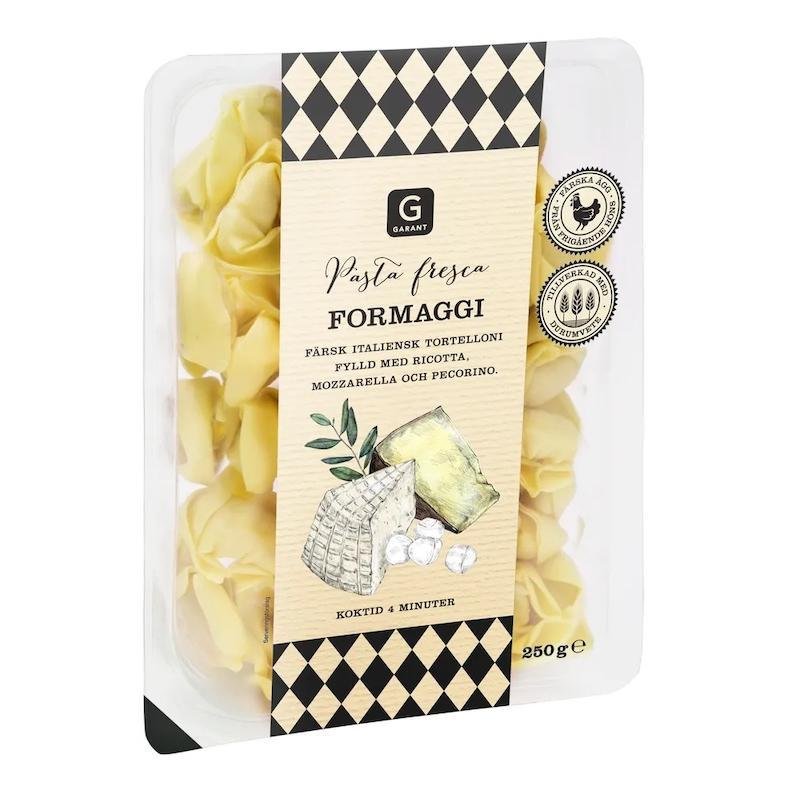 G
GARANT
Pasta fresca
FORMAGGI
FÄRSK ITALIENSK TORTELLONI
FYLLD MED RICOTTA,
MOZZARELLA OCH PECORINO.
KOKTID 4 MINUTER
FÄRSKA ÄGG
FRÅN FRIGÅENDE HÖNS
TILLVERKAD MED
DURUMVETE
250g℮
Serveringsförslag